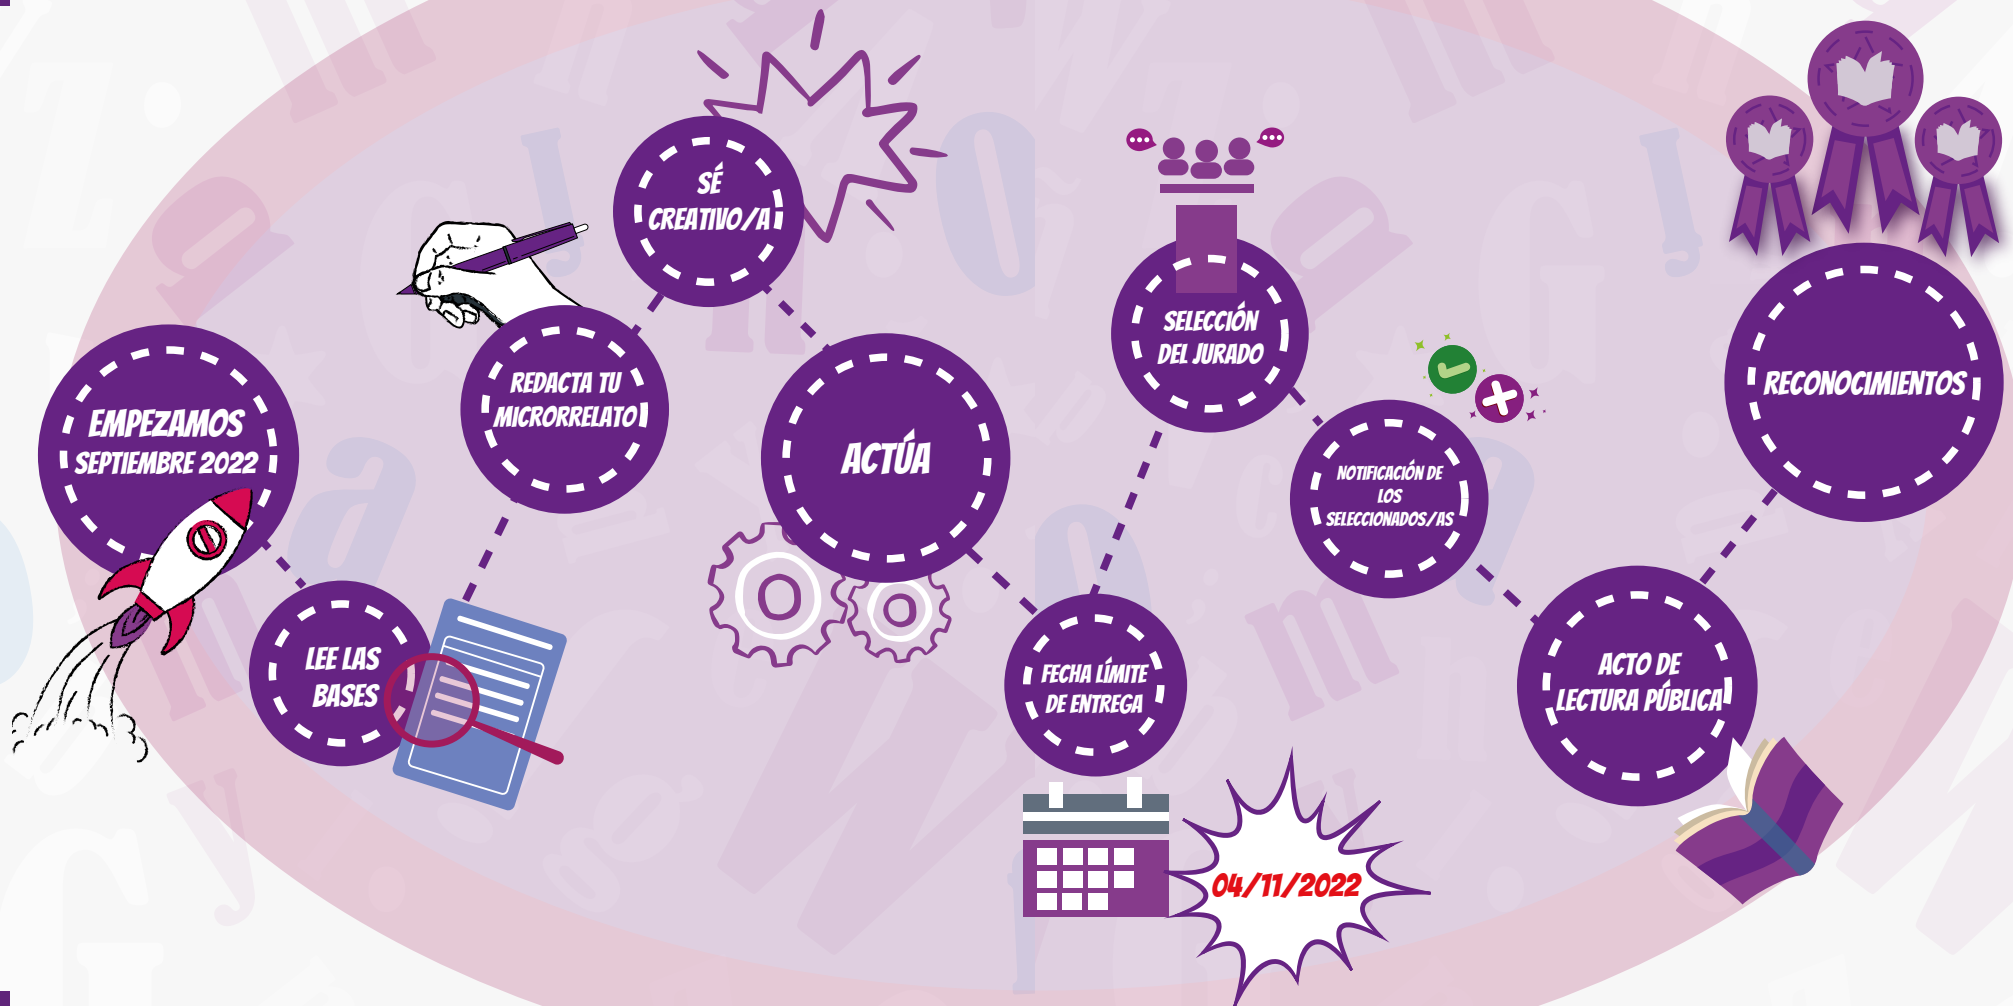 EMPEZAMOS
SEPTIEMBRE 2022
LEE LAS
BASES
REDACTA TU
MICRORRELATO
SÉ
CREATIVO/A
ACTÚA
FECHA LÍMITE
DE ENTREGA
04/11/2022
SELECCIÓN
DEL JURADO
NOTIFICACIÓN DE
LOS
SELECCIONADOS/AS
ACTO DE
LECTURA PÚBLICA
RECONOCIMIENTOS